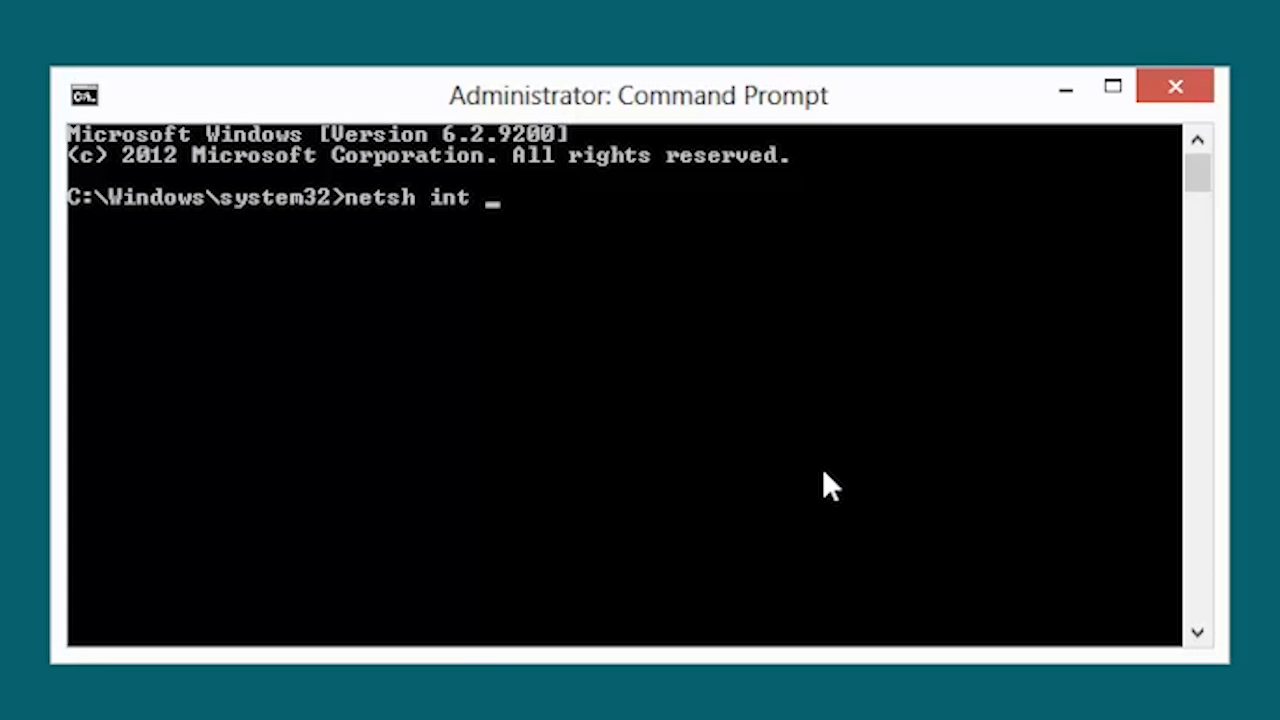 Administrator: Command Prompt
Microsoft Windows [Version 6.2.9200]
(c) 2012 Microsoft Corporation. All rights reserved.
C:\Windows\system32>netsh int _